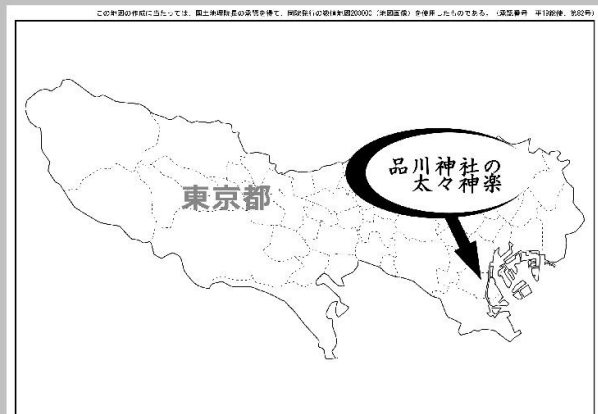 この地図の作成に当たっては、国土地理院長の承認を得て、同院発行の数値地図200000(地図画像)を使用したものである。(承認番号 平19総使、第82号)
品川神社の
太々神楽
東京都